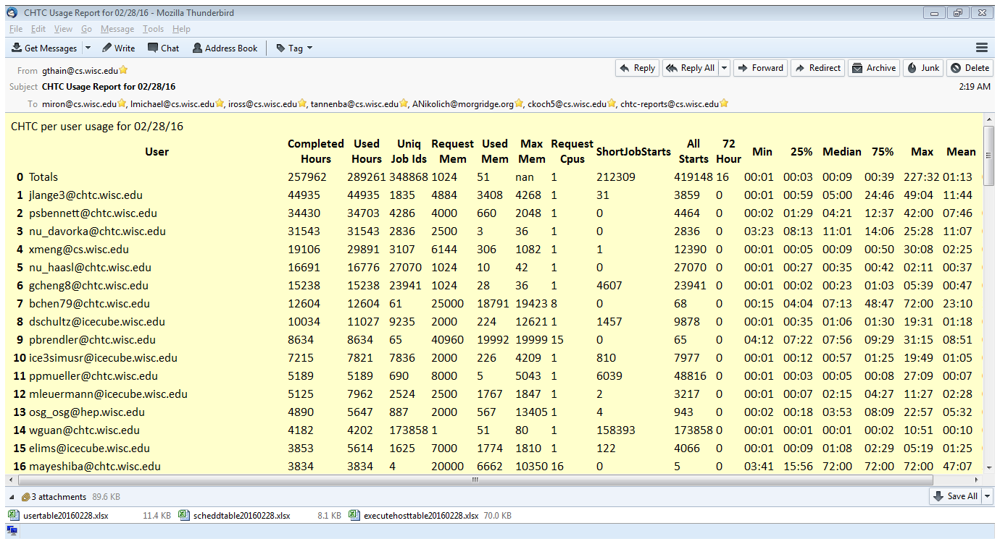 CHTC Usage Report for 02/28/16 - Mozilla Thunderbird
File Edit View Go Message Tools Help
Get Messages Write Chat Address Book Tag
From gthain@cs.wisc.edu Reply Reply All Forward Redirect Archive Junk Delete
Subject CHTC Usage Report for 02/28/16 2:19 AM
To miron@cs.wisc.edu, lmichael@cs.wisc.edu, iross@cs.wisc.edu, tannenba@cs.wisc.edu, ANikolich@morgridge.org, ckoch5@cs.wisc.edu, chtc-reports@cs.wisc.edu
CHTC per user usage for 02/28/16
User Completed Hours Used Hours Uniq Job Ids Request Mem Used Mem Max Mem Request Cpus ShortJobStarts All Starts 72 Hour Min 25% Median 75% Max Mean
0 Totals 257962 289261 348868 1024 51 nan 1 212309 419148 16 00:01 00:03 00:09 00:39 227:32 01:13
1 jlange3@chtc.wisc.edu 44935 44935 1835 4884 3408 4268 1 31 3859 0 00:01 00:59 05:00 24:46 49:04 11:44
2 psbennett@chtc.wisc.edu 34430 34703 4286 4000 660 2048 1 0 4464 0 00:02 01:29 04:21 12:37 42:00 07:46
3 nu_davorka@chtc.wisc.edu 31543 31543 2836 2500 3 36 1 0 2836 0 03:23 08:13 11:01 14:06 25:28 11:07
4 xmeng@cs.wisc.edu 19106 29891 3107 6144 306 1082 1 1 12390 0 00:01 00:05 00:09 00:50 30:08 02:25
5 nu_haasl@chtc.wisc.edu 16691 16776 27070 1024 10 42 1 0 27070 0 00:01 00:27 00:35 00:42 02:11 00:37
6 gcheng8@chtc.wisc.edu 15238 15238 23941 1024 28 36 1 4607 23941 0 00:01 00:02 00:23 01:03 05:39 00:47
7 bchen79@chtc.wisc.edu 12604 12604 61 25000 18791 19423 8 0 68 0 00:15 04:04 07:13 48:47 72:00 23:10
8 dschultz@icecube.wisc.edu 10034 11027 9235 2000 224 12621 1 1457 9878 0 00:01 00:35 01:06 01:30 19:31 01:18
9 pbrendler@chtc.wisc.edu 8634 8634 65 40960 19992 19999 15 0 65 0 04:12 07:22 07:56 09:29 31:15 08:51
10 ice3simusr@icecube.wisc.edu 7215 7821 7836 2000 226 4209 1 810 7977 0 00:01 00:12 00:57 01:25 19:49 01:05
11 ppmueller@chtc.wisc.edu 5189 5189 690 8000 5 5043 1 6039 48816 0 00:01 00:03 00:05 00:08 27:09 00:07
12 mleuermann@icecube.wisc.edu 5125 7962 2524 2500 1767 1847 1 2 3217 0 00:01 00:07 02:15 04:27 11:27 02:28
13 osg_osg@hep.wisc.edu 4890 5647 887 2000 567 13405 1 4 943 0 00:02 00:18 03:53 08:09 22:57 05:32
14 wguan@chtc.wisc.edu 4182 4202 173858 1 51 80 1 158393 173858 0 00:01 00:01 00:01 00:02 10:51 00:10
15 elims@icecube.wisc.edu 3853 5614 1625 7000 1774 1810 1 122 4066 0 00:01 00:09 01:08 02:29 05:19 01:25
16 mayeshiba@chtc.wisc.edu 3834 3834 4 20000 6662 10350 16 0 5 0 03:41 15:56 72:00 72:00 72:00 47:07
3 attachments 89.6 KB Save All
usertable20160228.xlsx 11.4 KB scheddtable20160228.xlsx 8.1 KB executehosttable20160228.xlsx 70.0 KB